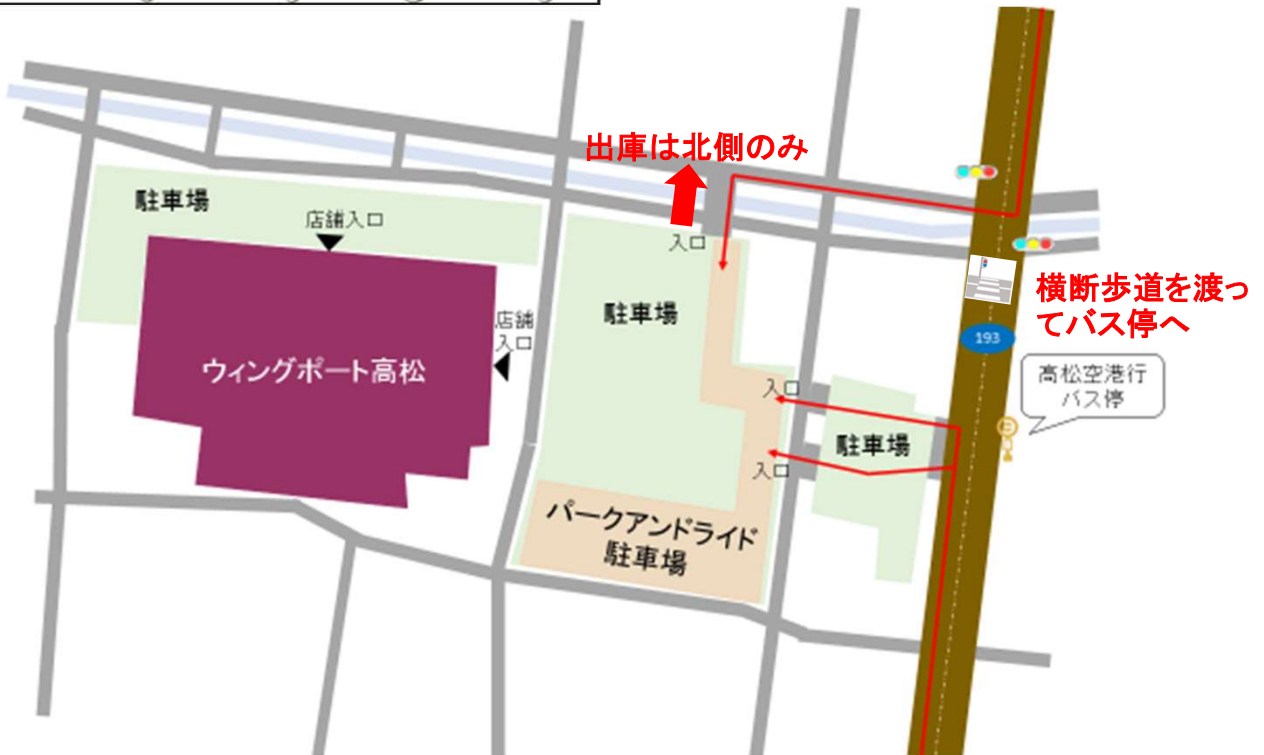 出庫は北側のみ
駐車場
店舗入口
入口
横断歩道を渡っ
てバス停へ
駐車場
店舗
入口
193
ウィングポート高松
高松空港行
バス停
入口
駐車場
入口
パークアンドライド
駐車場